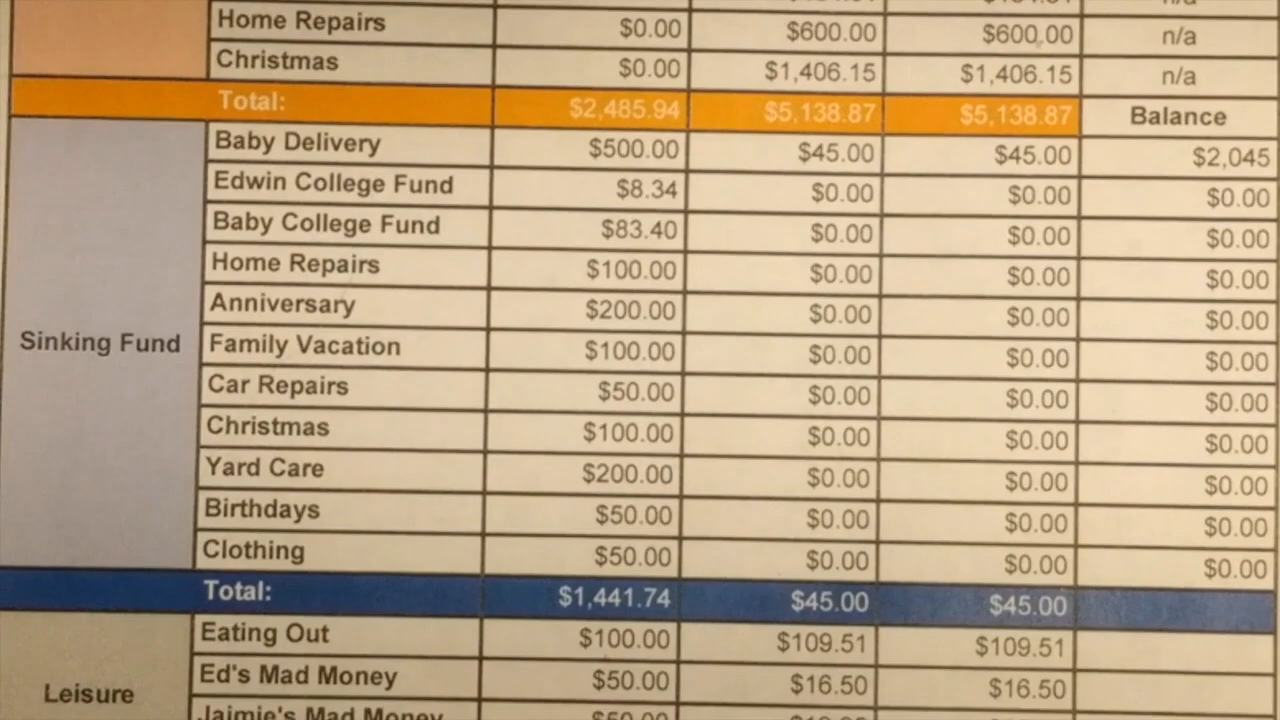 n/a
Home Repairs $0.00 $600.00 $600.00 n/a
Christmas $0.00 $1,406.15 $1,406.15 n/a
Total: $2,485.94 $5,138.87 $5,138.87 Balance
Baby Delivery $500.00 $45.00 $45.00 $2,045
Edwin College Fund $8.34 $0.00 $0.00 $0.00
Baby College Fund $83.40 $0.00 $0.00 $0.00
Home Repairs $100.00 $0.00 $0.00 $0.00
Anniversary $200.00 $0.00 $0.00 $0.00
Sinking Fund
Family Vacation $100.00 $0.00 $0.00 $0.00
Car Repairs $50.00 $0.00 $0.00 $0.00
Christmas $100.00 $0.00 $0.00 $0.00
Yard Care $200.00 $0.00 $0.00 $0.00
Birthdays $50.00 $0.00 $0.00 $0.00
Clothing $50.00 $0.00 $0.00 $0.00
Total: $1,441.74 $45.00 $45.00
Eating Out $100.00 $109.51 $109.51
Leisure
Ed's Mad Money $50.00 $16.50 $16.50
Jaimie's Mad Money $50.00